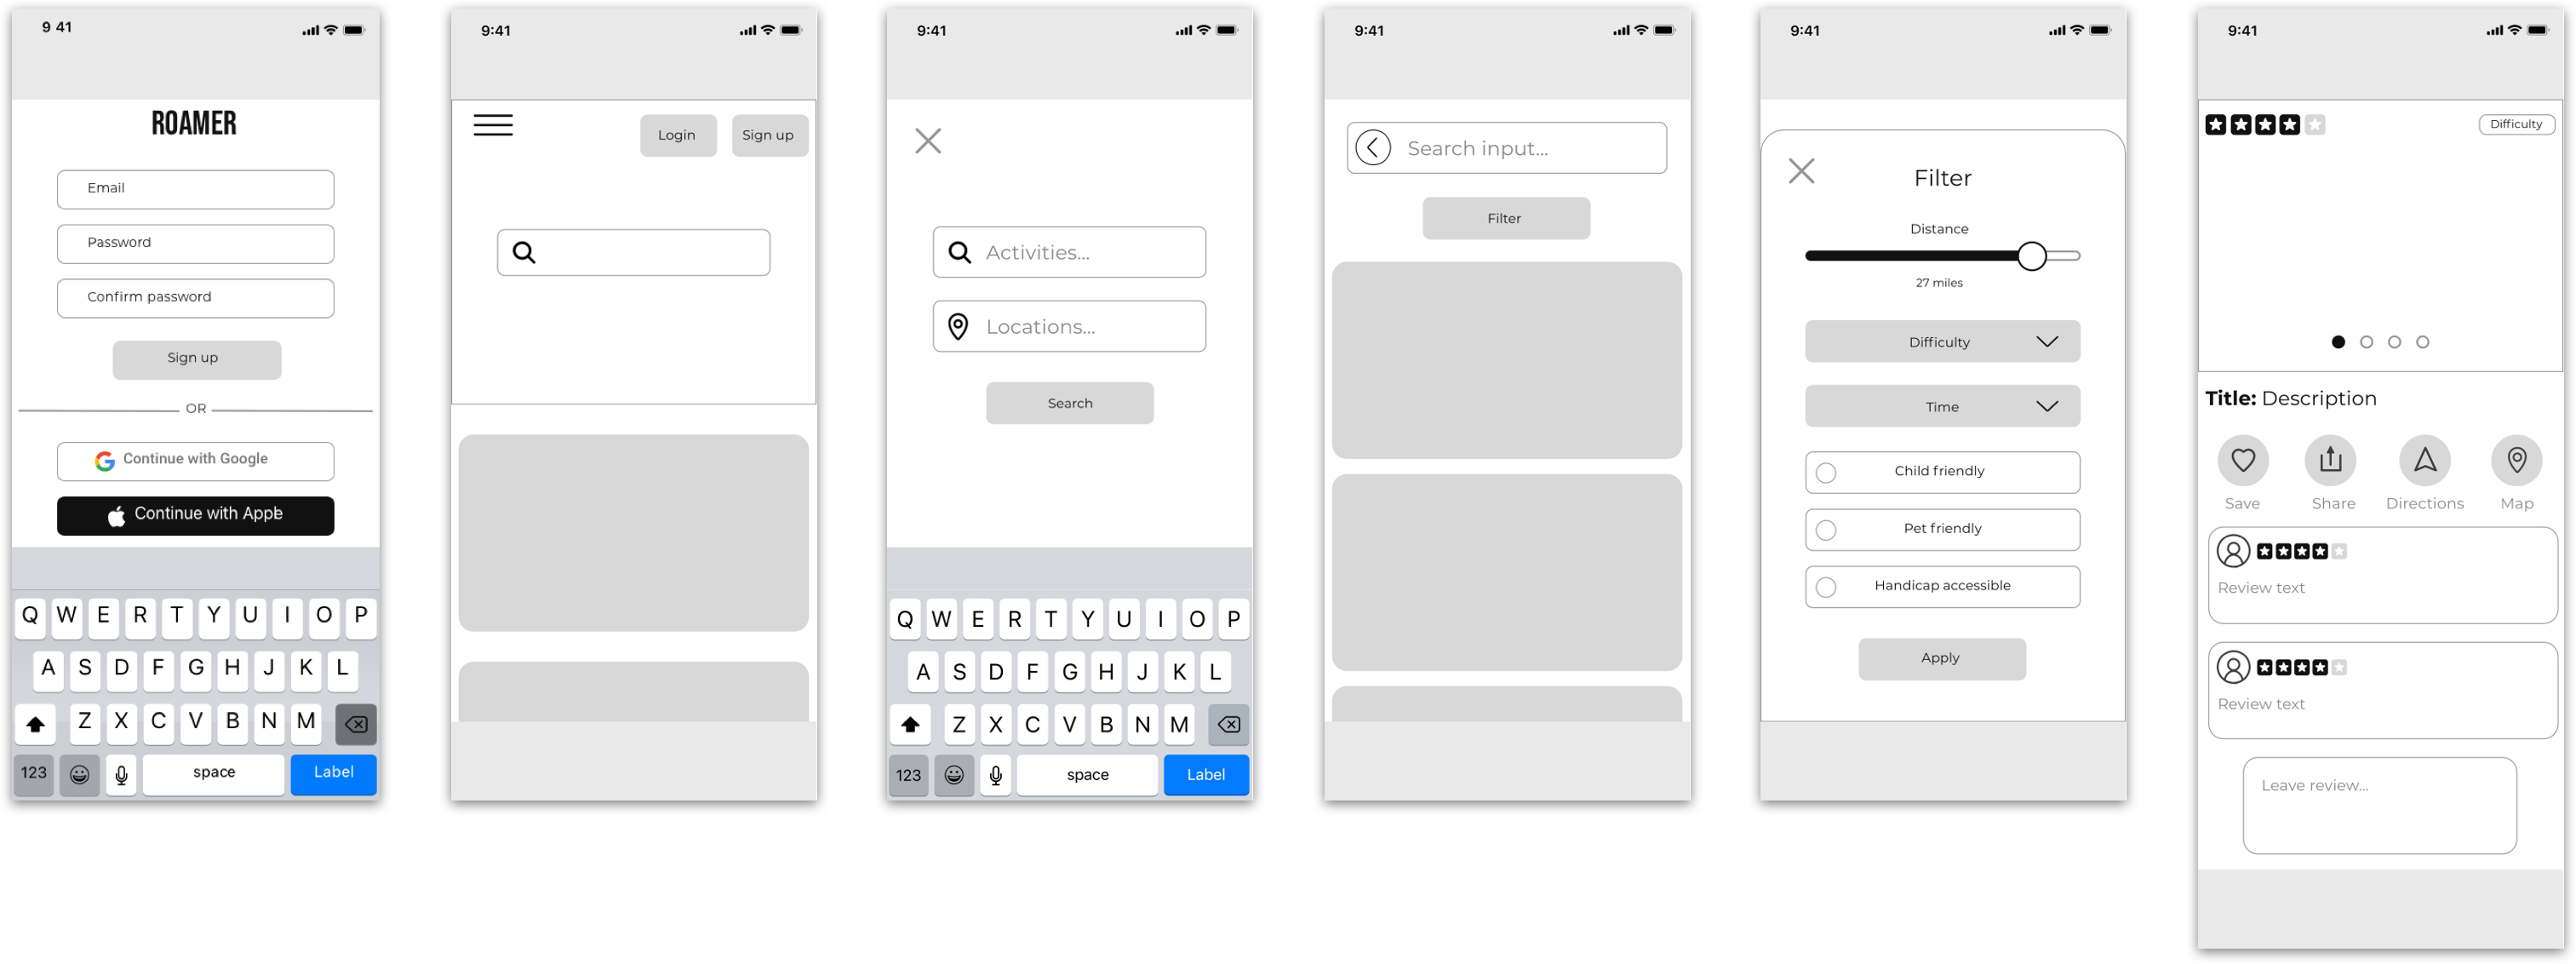 9 41
ROAMER
Email
Password
Confirm password
Sign up
OR
Continue with Google
Continue with Apple
Q W E R T Y U I O P
A S D F G H J K L
Z X C V B N M
123 space Label
9:41
Login Sign up
9:41
Activities...
Locations...
Search
Q W E R T Y U I O P
A S D F G H J K L
Z X C V B N M
123 space Label
9:41
Search input...
Filter
9:41
Filter
Distance
27 miles
Difficulty
Time
Child friendly
Pet friendly
Handicap accessible
Apply
9:41
Difficulty
Title: Description
Save Share Directions Map
Review text
Review text
Leave review...